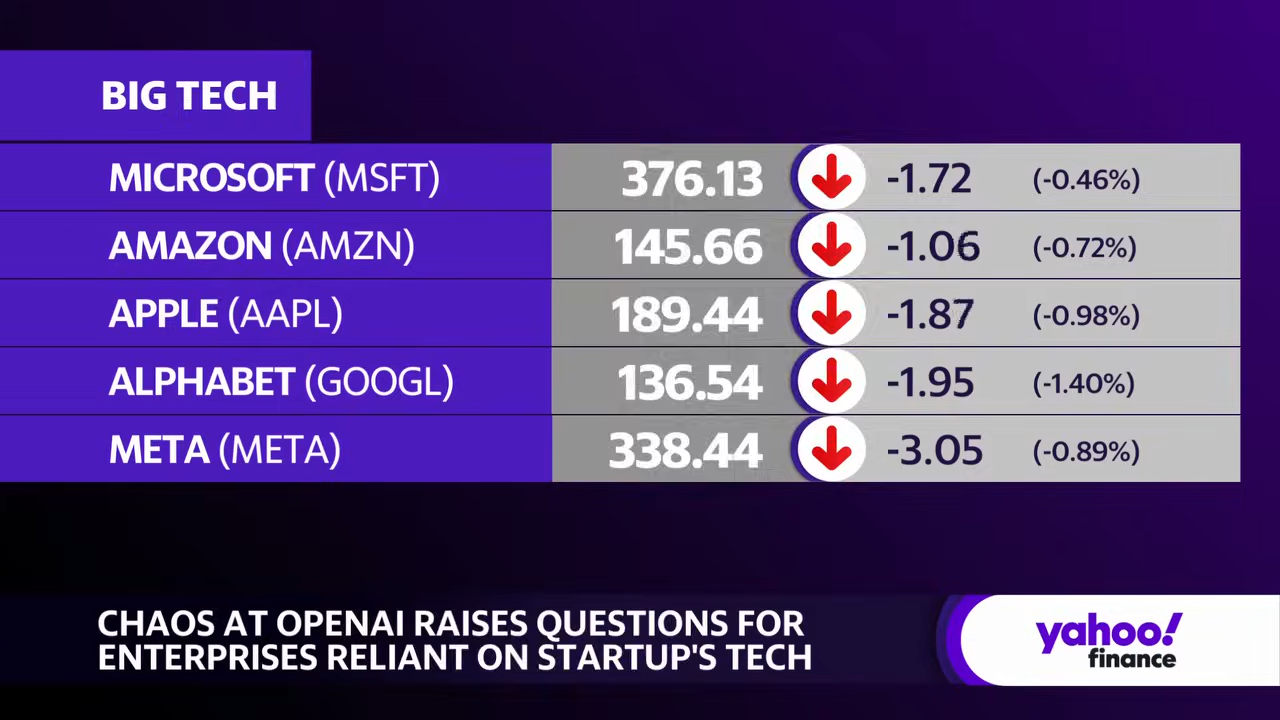 BIG TECH
MICROSOFT (MSFT) 376.13 -1.72 (-0.46%)
AMAZON (AMZN) 145.66 -1.06 (-0.72%)
APPLE (AAPL) 189.44 -1.87 (-0.98%)
ALPHABET (GOOGL) 136.54 -1.95 (-1.40%)
META (META) 338.44 -3.05 (-0.89%)
CHAOS AT OPENAI RAISES QUESTIONS FOR
ENTERPRISES RELIANT ON STARTUP'S TECH
yahoo!
finance